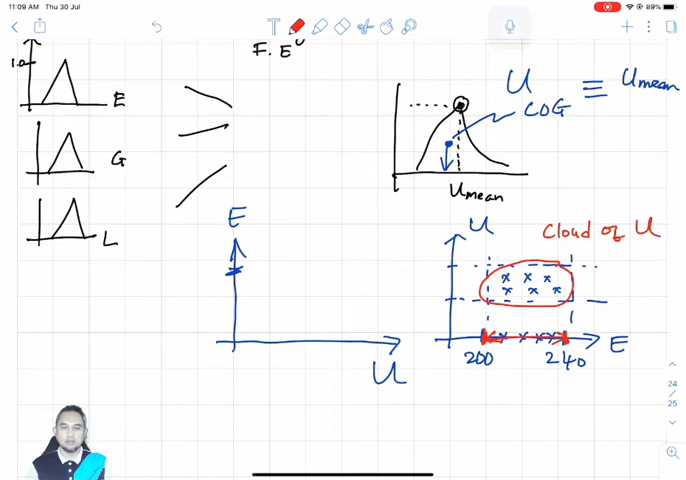 11:09 AM Thu 30 Jul
89%
F. E
1.0
E
G
L
U ≡ Umean
COG
Umean
E
U
U
Cloud of U
x x x
x x x
E
200
240
24
/
25